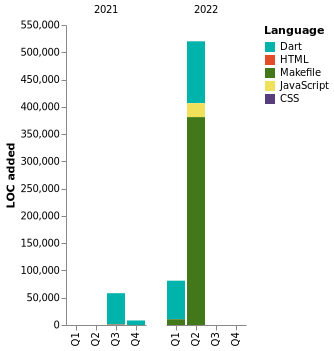 2021 2022
Language
Dart
HTML
Makefile
JavaScript
CSS
LOC added
550,000
500,000
450,000
400,000
350,000
300,000
250,000
200,000
150,000
100,000
50,000
0
Q1 Q2 Q3 Q4 Q1 Q2 Q3 Q4